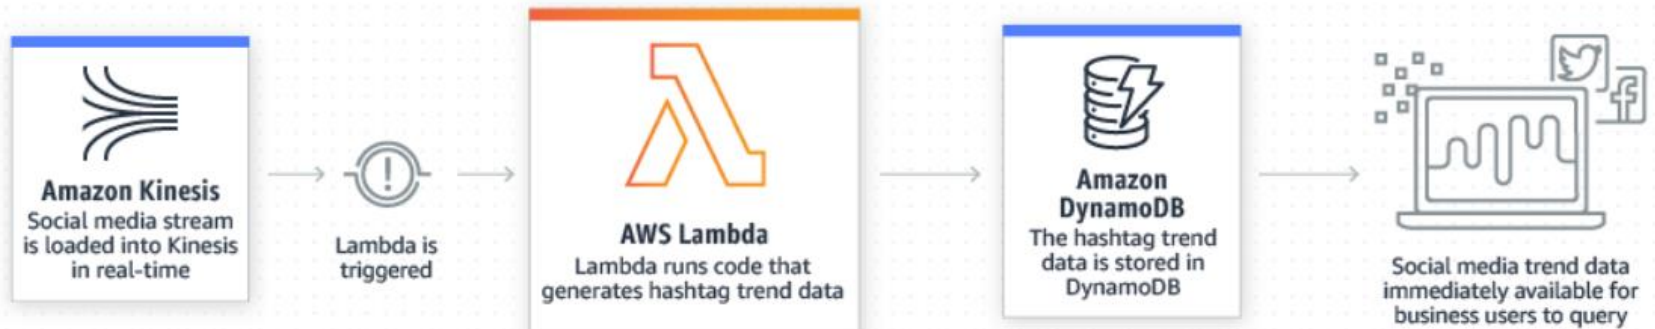 Amazon Kinesis
Social media stream
is loaded into Kinesis
in real-time
Lambda is
triggered
AWS Lambda
Lambda runs code that
generates hashtag trend data
Amazon
DynamoDB
The hashtag trend
data is stored in
DynamoDB
Social media trend data
immediately available for
business users to query